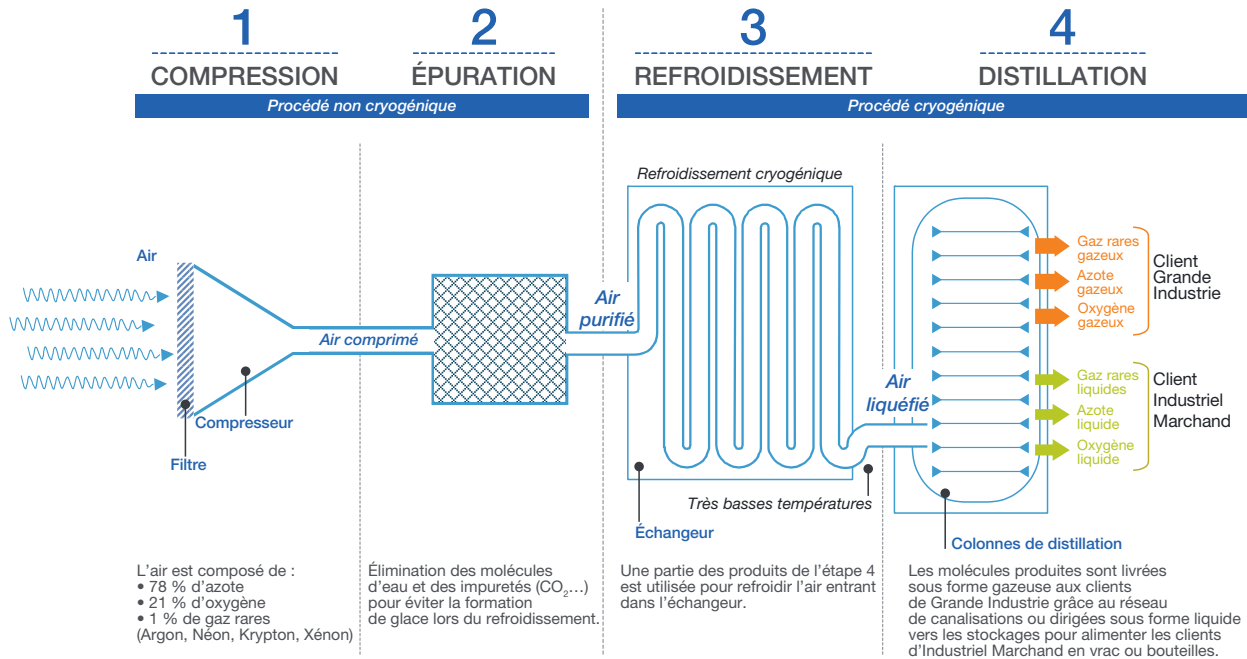 1
COMPRESSION
2
ÉPURATION
3
REFROIDISSEMENT
4
DISTILLATION
Procédé non cryogénique
Procédé cryogénique
Air
Filtre
Compresseur
Air comprimé
Air
purifié
Refroidissement cryogénique
Échangeur
Très basses températures
Air
liquéfié
Colonnes de distillation
Gaz rares
gazeux
Azote
gazeux
Oxygène
gazeux
Client
Grande
Industrie
Gaz rares
liquides
Azote
liquide
Oxygène
liquide
Client
Industriel
Marchand
L'air est composé de :
• 78 % d'azote
• 21 % d'oxygène
• 1 % de gaz rares
(Argon, Néon, Krypton, Xénon)
Élimination des molécules
d'eau et des impuretés (CO₂…)
pour éviter la formation
de glace lors du refroidissement.
Une partie des produits de l'étape 4
est utilisée pour refroidir l'air entrant
dans l'échangeur.
Les molécules produites sont livrées
sous forme gazeuse aux clients
de Grande Industrie grâce au réseau
de canalisations ou dirigées sous forme liquide
vers les stockages pour alimenter les clients
d'Industriel Marchand en vrac ou bouteilles.